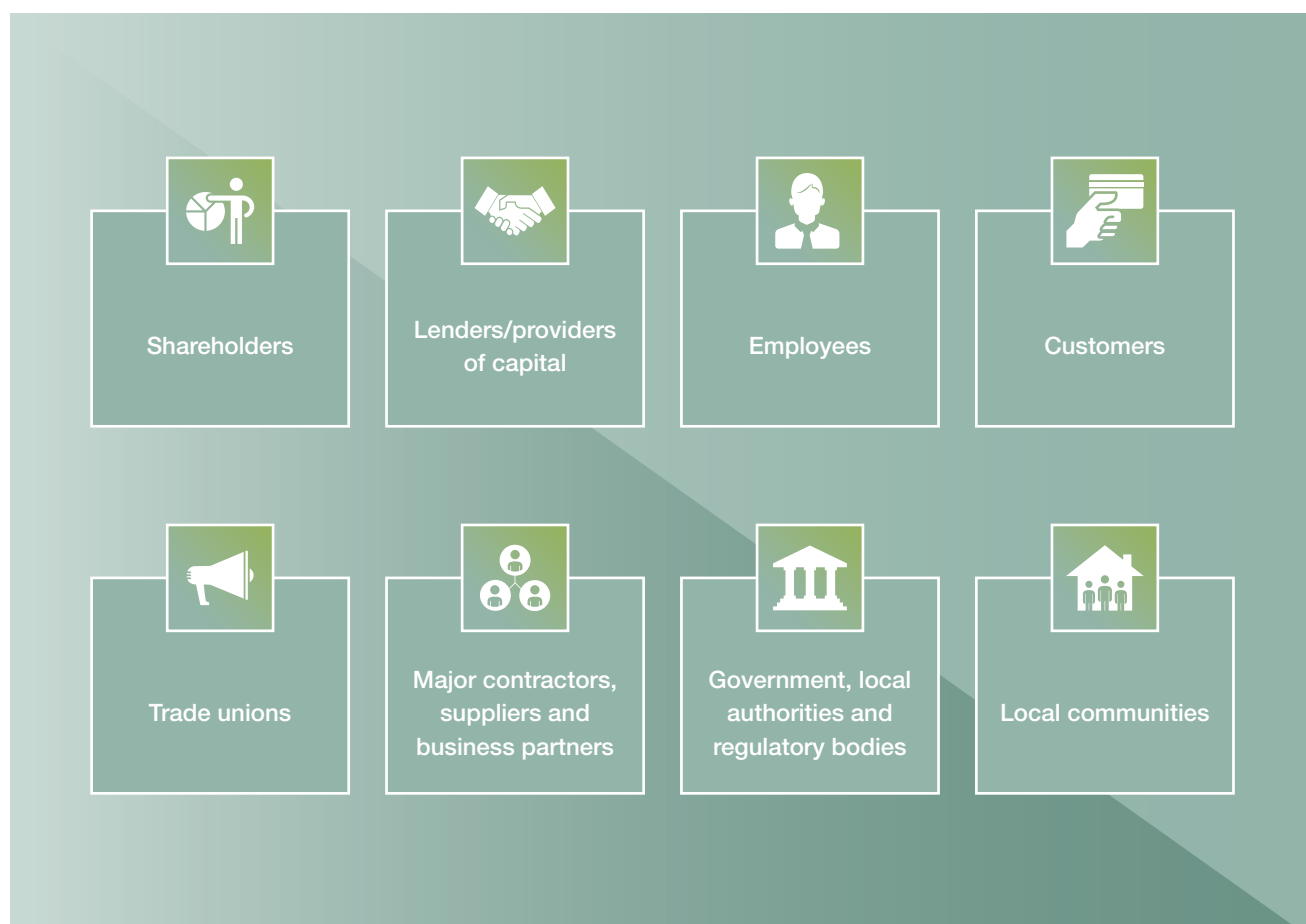 Shareholders
Lenders/providers
of capital
Employees
Customers
Trade unions
Major contractors,
suppliers and
business partners
Government, local
authorities and
regulatory bodies
Local communities